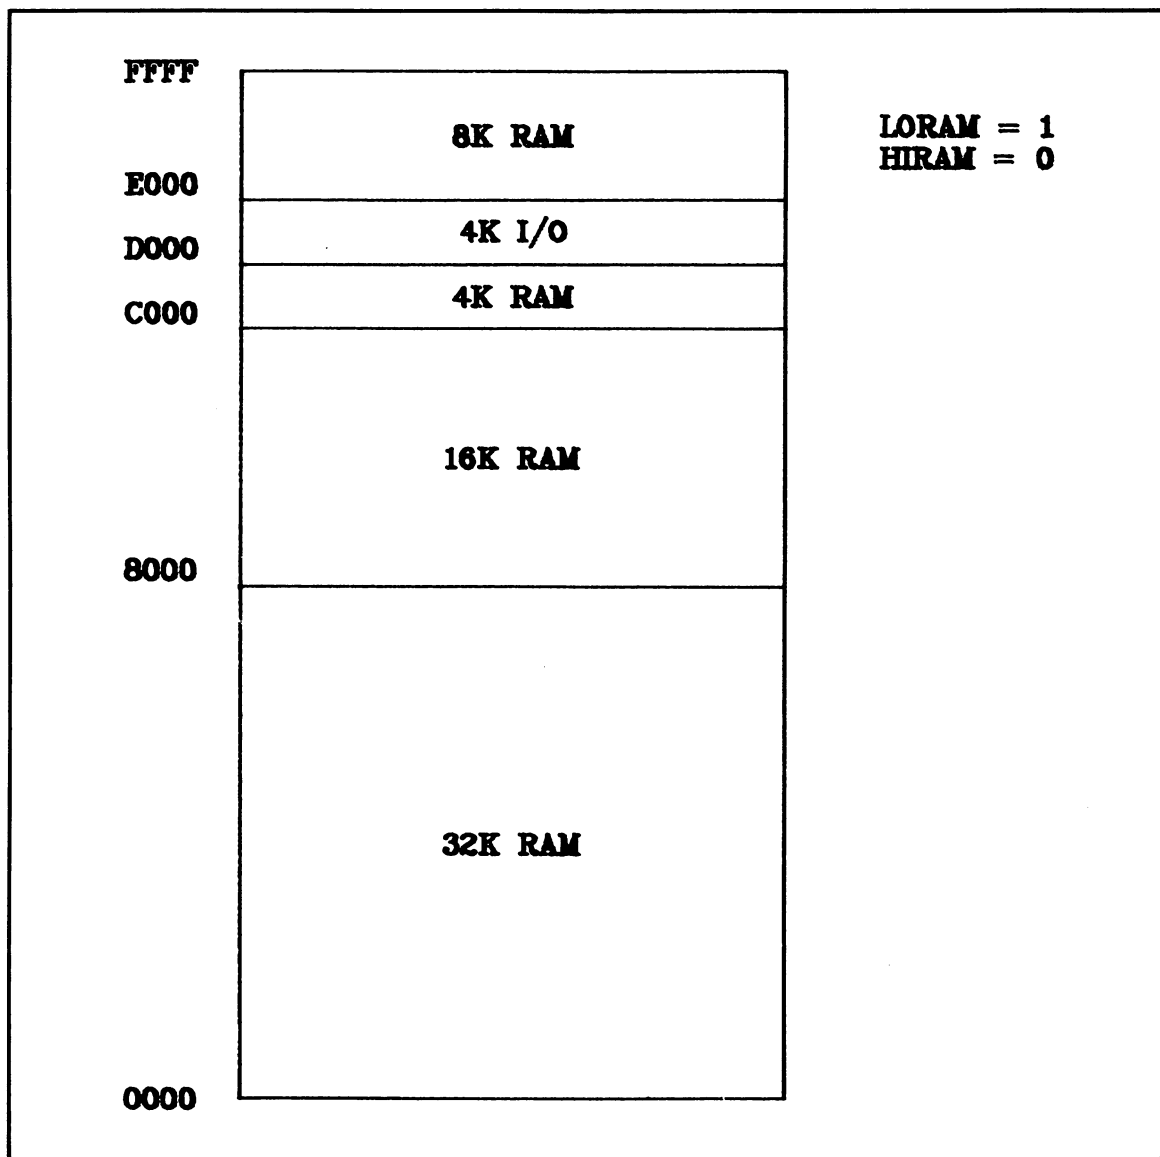 FFFF
8K RAM
LORAM = 1
HIRAM = 0
E000
4K I/O
D000
4K RAM
C000
16K RAM
8000
32K RAM
0000